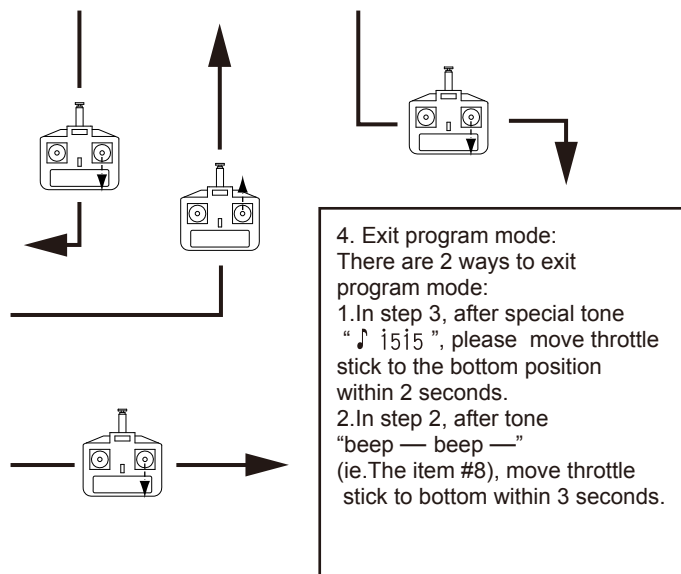 4. Exit program mode:
There are 2 ways to exit
program mode:
1.In step 3, after special tone
“ ♪ i5i5 ”, please move throttle
stick to the bottom position
within 2 seconds.
2.In step 2, after tone
“beep — beep —”
(ie.The item #8), move throttle
stick to bottom within 3 seconds.